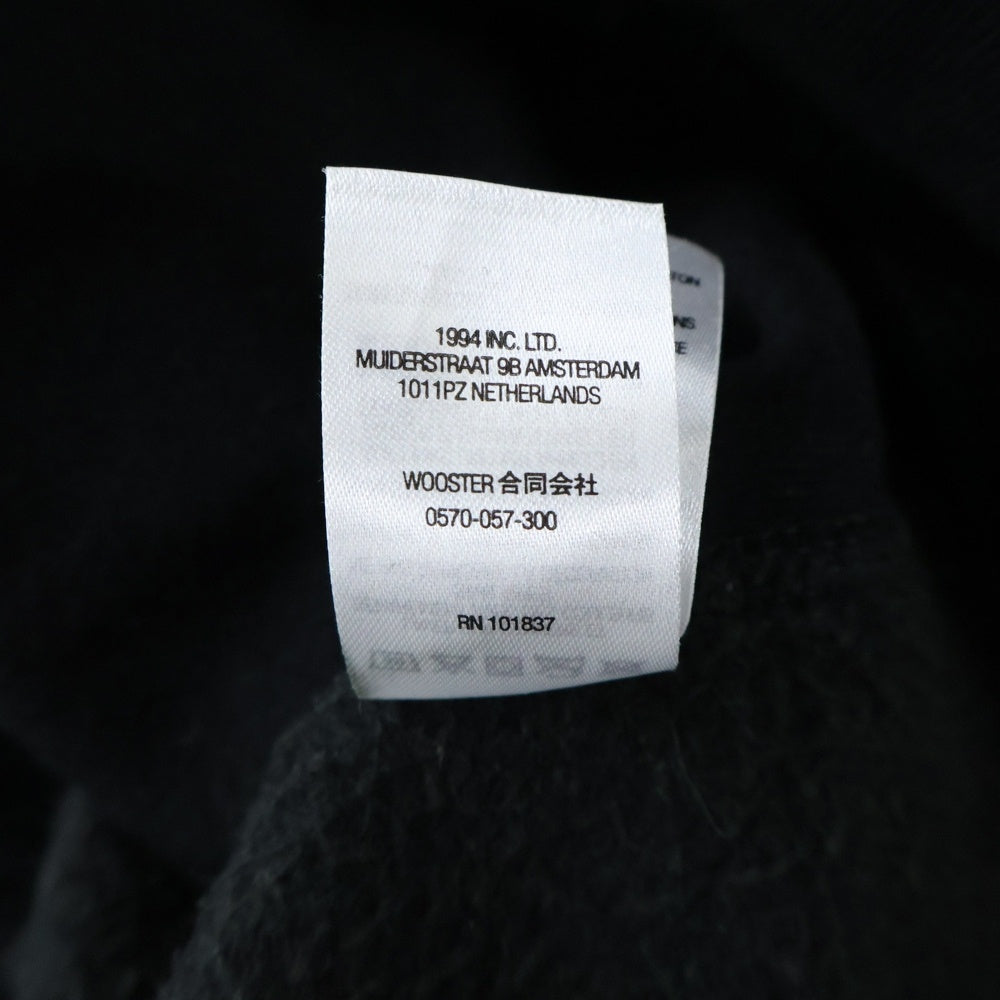 1994 INC. LTD.
MUIDERSTRAAT 9B AMSTERDAM
1011PZ NETHERLANDS
WOOSTER 合同会社
0570-057-300
RN 101837